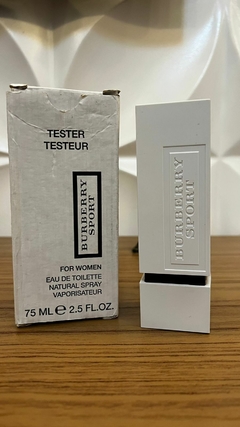 TESTER
TESTEUR
BURBERRY
SPORT
FOR WOMEN
EAU DE TOILETTE
NATURAL SPRAY
VAPORISATEUR
75 ML e 2.5 FL.OZ.
BURBERRY
SPORT